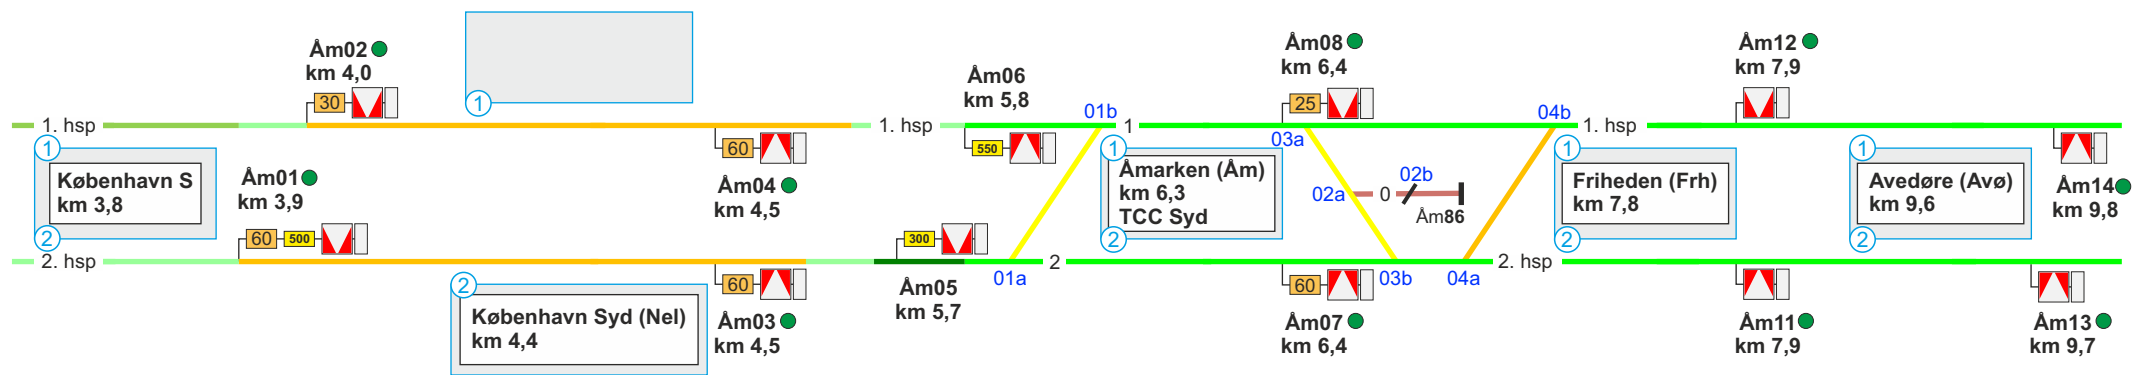 Åm02
km 4,0
30
1
1. hsp
60
Åm04
km 4,5
1. hsp
Åm06
km 5,8
550
01b
1
Åm08
km 6,4
25
03a
04b
1. hsp
Åm12
km 7,9
Åm14
km 9,8
1
København S
km 3,8
2
Åm01
km 3,9
60
500
2. hsp
2
København Syd (Nel)
km 4,4
60
Åm03
km 4,5
300
Åm05
km 5,7
01a
2
1
Åmarken (Åm)
km 6,3
TCC Syd
2
60
Åm07
km 6,4
02a
0
02b
Åm86
03b
04a
2. hsp
1
Friheden (Frh)
km 7,8
2
Åm11
km 7,9
1
Avedøre (Avø)
km 9,6
2
Åm13
km 9,7